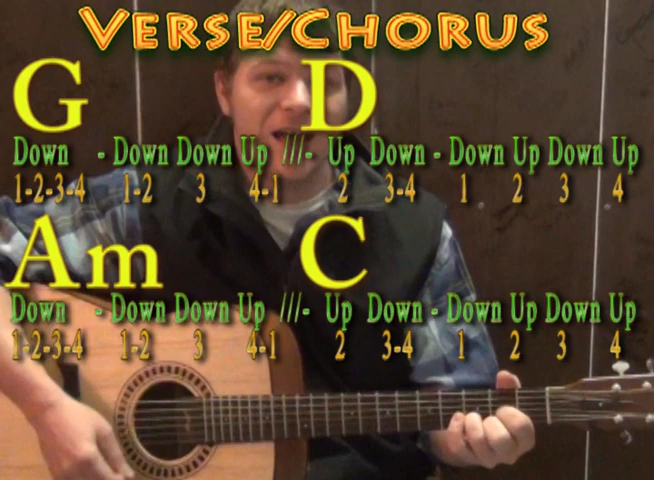 VERSE/CHORUS
G D
Down - Down Down Up ///- Up Down - Down Up Down Up
1-2-3-4 1-2 3 4-1 2 3-4 1 2 3 4
Am C
Down - Down Down Up ///- Up Down - Down Up Down Up
1-2-3-4 1-2 3 4-1 2 3-4 1 2 3 4